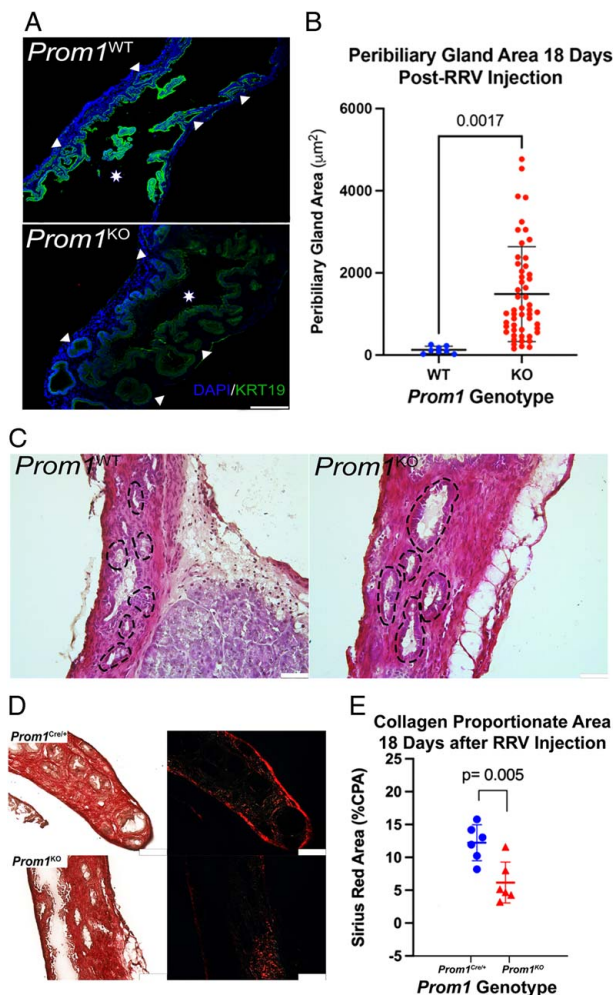 A
Prom1WT
Prom1KO
DAPI/KRT19
B
Peribiliary Gland Area 18 Days
Post-RRV Injection
0.0017
Peribiliary Gland Area (μm2)
6000
4000
2000
0
WT
KO
Prom1 Genotype
C
Prom1WT
Prom1KO
D
Prom1Cre/+
Prom1KO
E
Collagen Proportionate Area
18 Days after RRV Injection
p= 0.005
Sirius Red Area (%CPA)
25
20
15
10
5
0
-5
Prom1Cre/+
Prom1KO
Prom1 Genotype